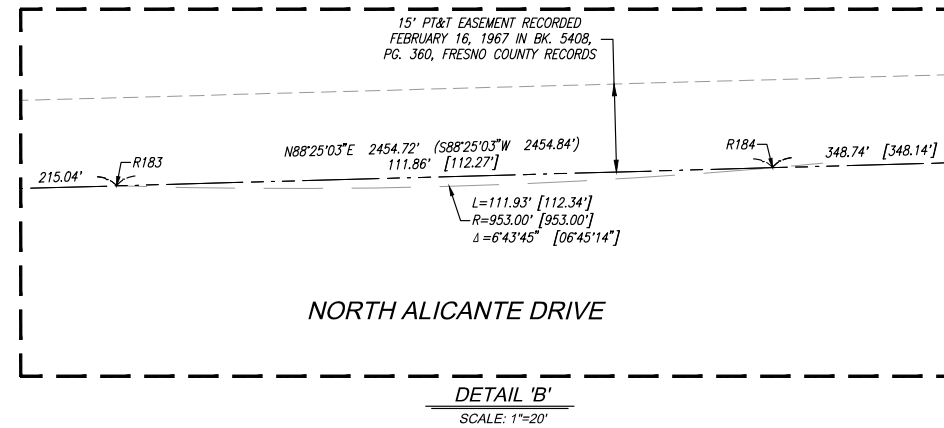 15' PT&T EASEMENT RECORDED
FEBRUARY 16, 1967 IN BK. 5408,
PG. 360, FRESNO COUNTY RECORDS
N88°25'03"E 2454.72' (S88°25'03"W 2454.84')
R183
R184
215.04'
111.86' [112.27']
348.74' [348.14']
L=111.93' [112.34']
R=953.00' [953.00']
Δ=6°43'45" [06°45'14"]
NORTH ALICANTE DRIVE
DETAIL 'B'
SCALE: 1"=20'